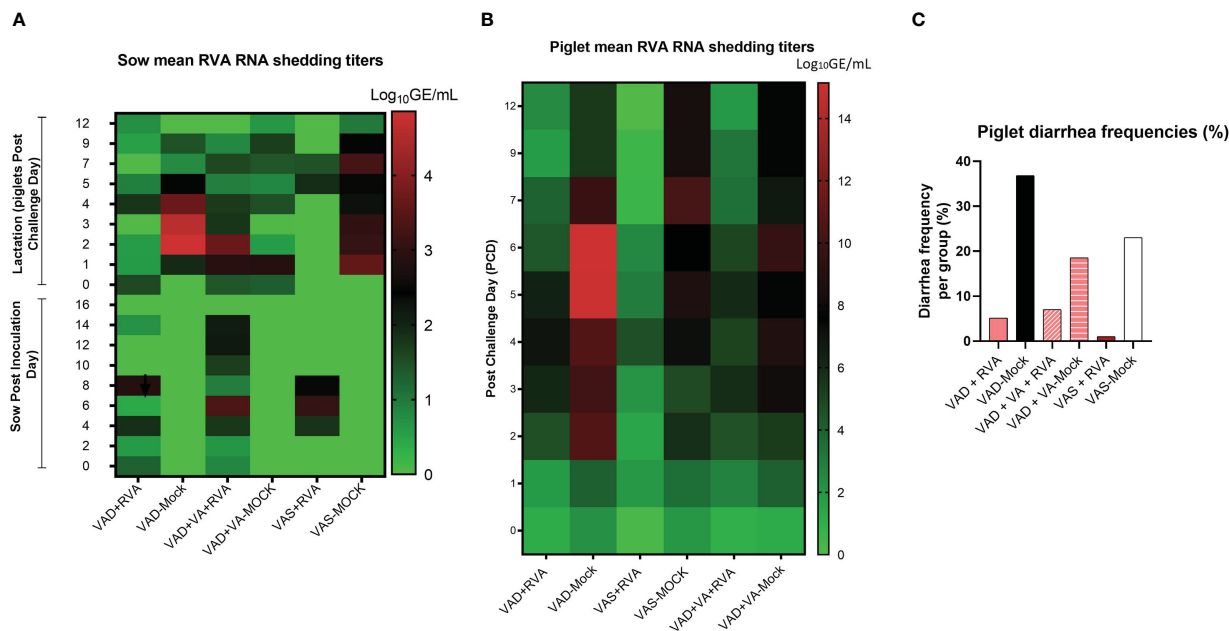 A
Sow mean RVA RNA shedding titers
Log10GE/mL
Lactation (piglets Post
Challenge Day)
Sow Post Inoculation
Day)
12
9
7
5
4
3
2
1
0
16
14
12
10
8
6
4
2
0
4
3
2
1
0
VAD+RVA
VAD-Mock
VAD+VA+RVA
VAD+VA-MOCK
VAS+RVA
VAS-MOCK
B
Piglet mean RVA RNA shedding titers
Log10GE/mL
Post Challenge Day (PCD)
12
9
7
6
5
4
3
2
1
0
14
12
10
8
6
4
2
0
VAD+RVA
VAD-Mock
VAS+RVA
VAS-MOCK
VAD+VA+RVA
VAD+VA-Mock
C
Piglet diarrhea frequencies (%)
Diarrhea frequency
per group (%)
40
30
20
10
0
VAD + RVA
VAD-Mock
VAD + VA + RVA
VAD + VA-Mock
VAS + RVA
VAS-Mock